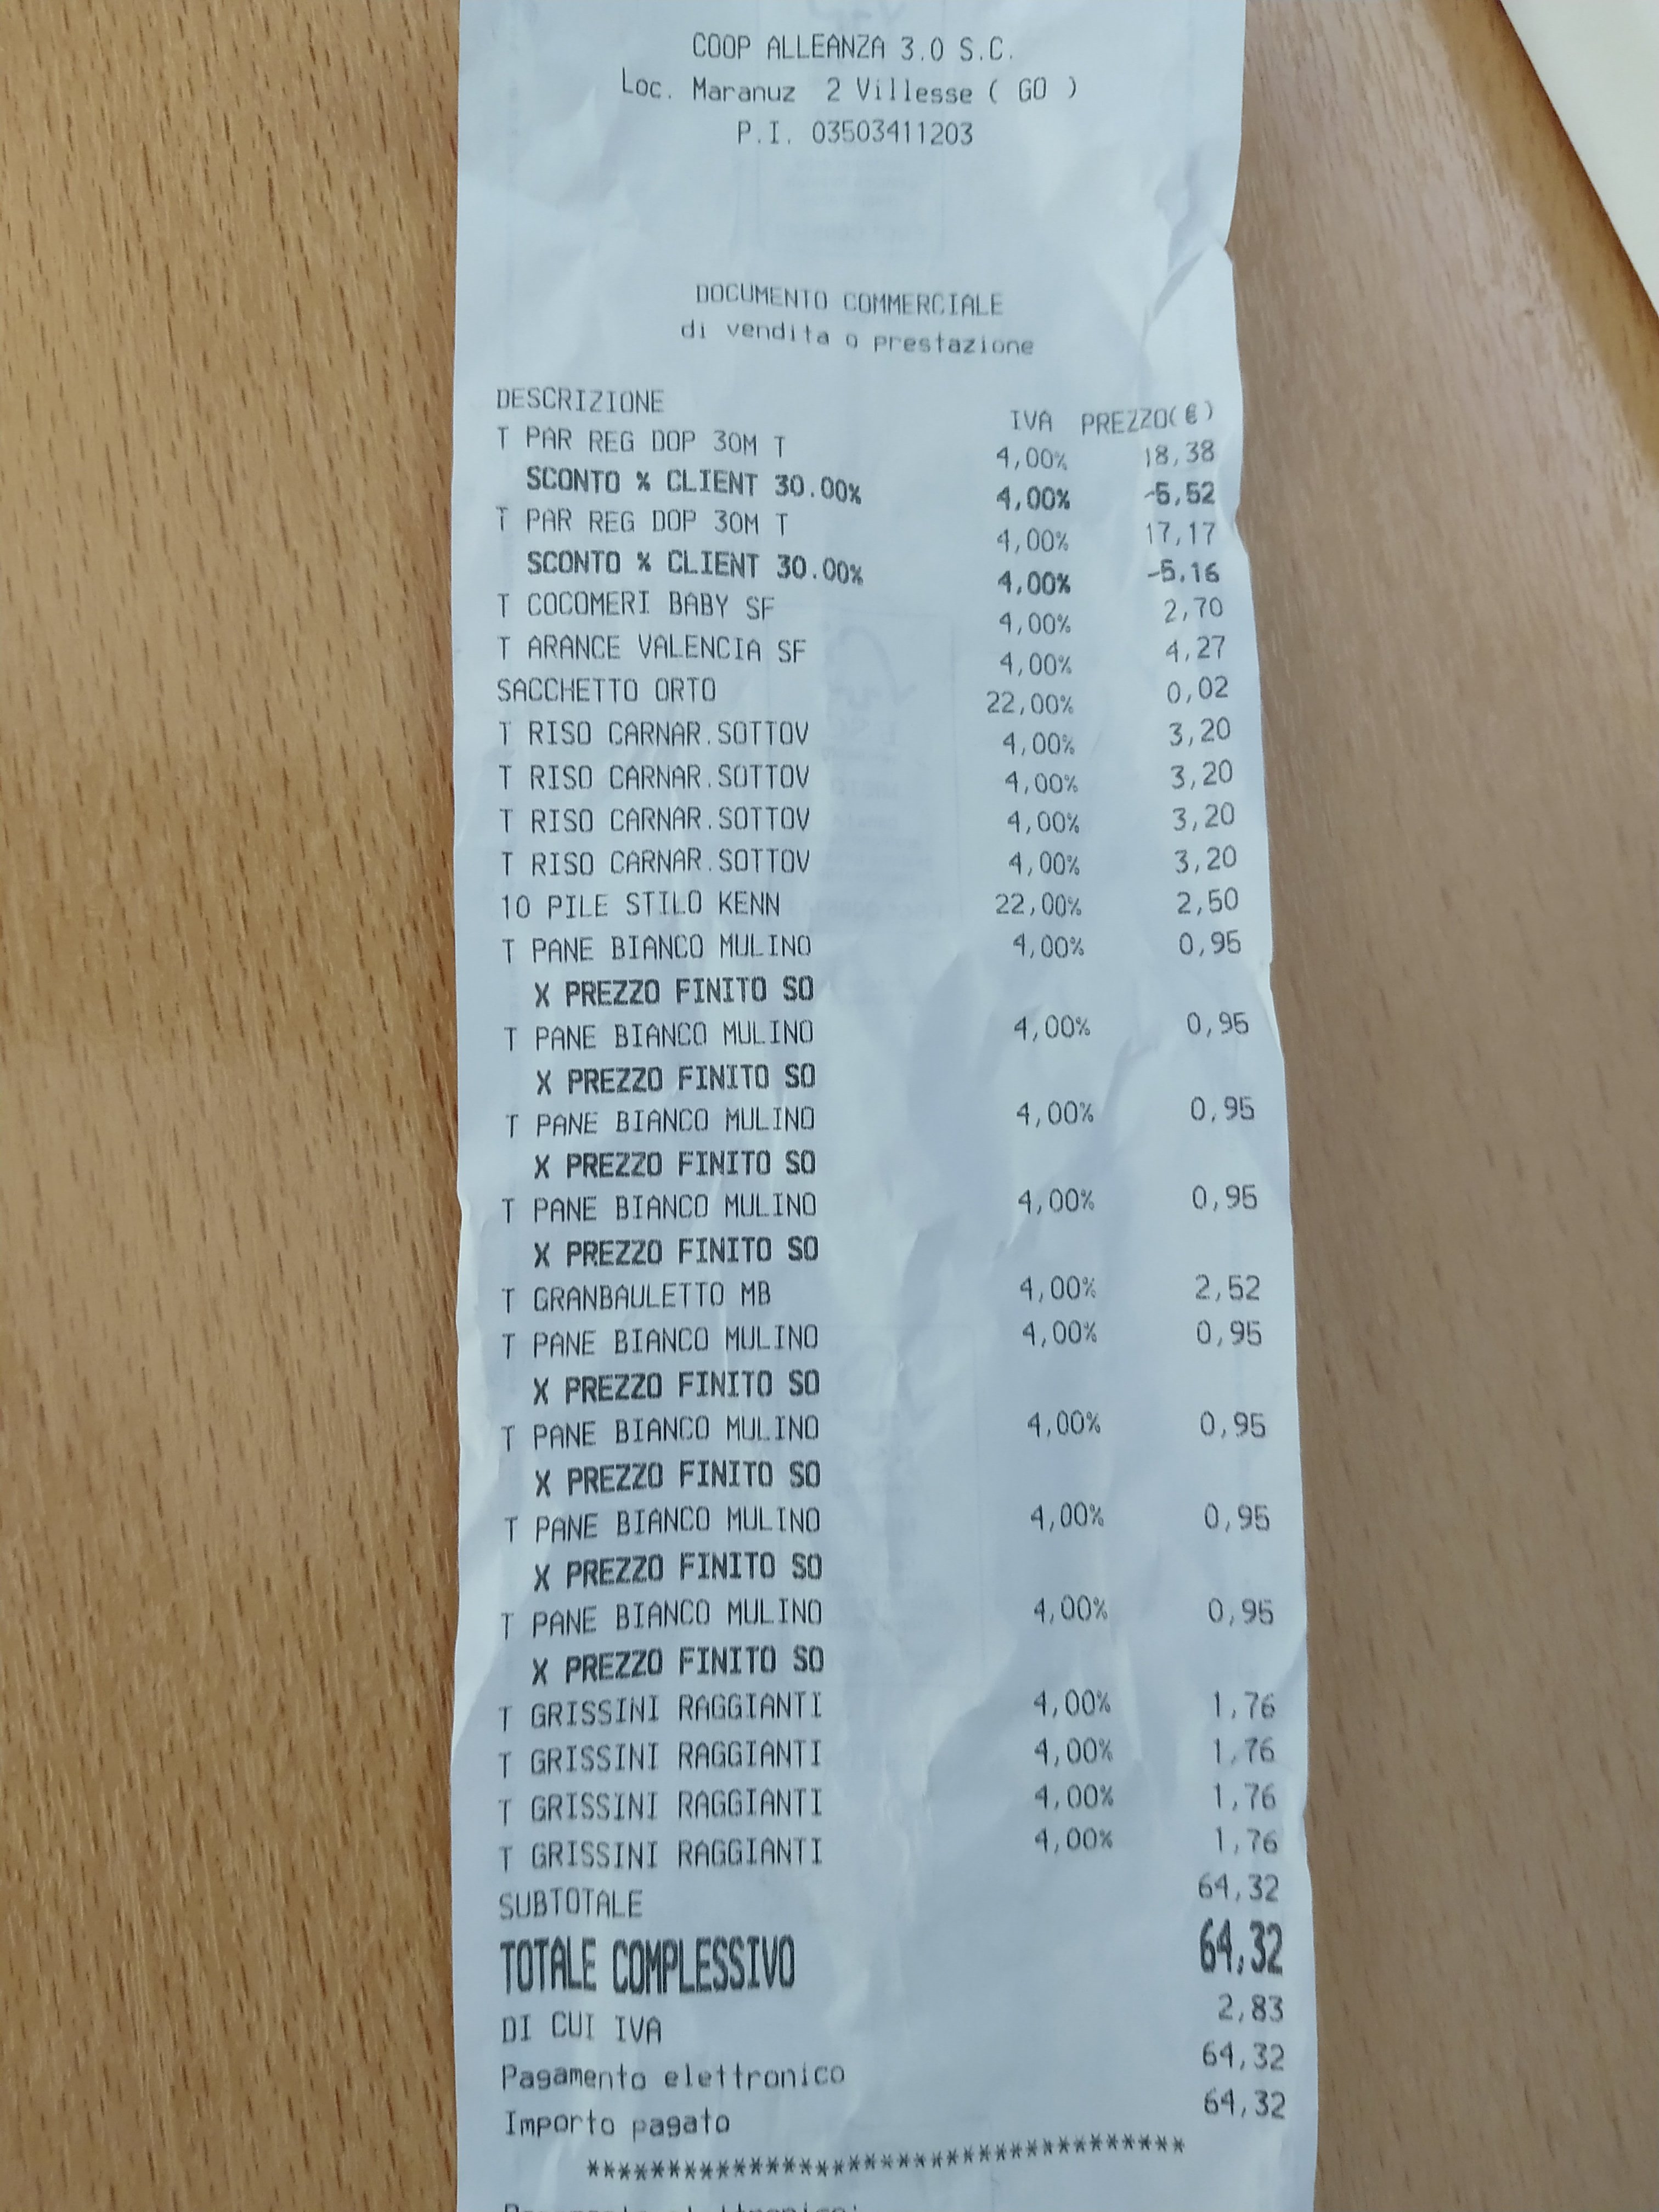 COOP ALLEANZA 3.0 S.C.
Loc. Maranuz 2 Villesse ( GO )
P.I. 03503411203
DOCUMENTO COMMERCIALE
di vendita o prestazione
DESCRIZIONE IVA PREZZO(€)
T PAR REG DOP 30M T 4,00% 18,38
SCONTO % CLIENT 30.00% 4,00% -5,52
T PAR REG DOP 30M T 4,00% 17,17
SCONTO % CLIENT 30.00% 4,00% -5,16
T COCOMERI BABY SF 4,00% 2,70
T ARANCE VALENCIA SF 4,00% 4,27
SACCHETTO ORTO 22,00% 0,02
T RISO CARNAR.SOTTOV 4,00% 3,20
T RISO CARNAR.SOTTOV 4,00% 3,20
T RISO CARNAR.SOTTOV 4,00% 3,20
T RISO CARNAR.SOTTOV 4,00% 3,20
10 PILE STILO KENN 22,00% 2,50
T PANE BIANCO MULINO 4,00% 0,95
X PREZZO FINITO SO
T PANE BIANCO MULINO 4,00% 0,95
X PREZZO FINITO SO
T PANE BIANCO MULINO 4,00% 0,95
X PREZZO FINITO SO
T PANE BIANCO MULINO 4,00% 0,95
X PREZZO FINITO SO
T GRANBAULETTO MB 4,00% 2,52
T PANE BIANCO MULINO 4,00% 0,95
X PREZZO FINITO SO
T PANE BIANCO MULINO 4,00% 0,95
X PREZZO FINITO SO
T PANE BIANCO MULINO 4,00% 0,95
X PREZZO FINITO SO
T PANE BIANCO MULINO 4,00% 0,95
X PREZZO FINITO SO
T GRISSINI RAGGIANTI 4,00% 1,76
T GRISSINI RAGGIANTI 4,00% 1,76
T GRISSINI RAGGIANTI 4,00% 1,76
T GRISSINI RAGGIANTI 4,00% 1,76
SUBTOTALE 64,32
TOTALE COMPLESSIVO 64,32
DI CUI IVA 2,83
Pagamento elettronico 64,32
Importo pagato 64,32
*************************************